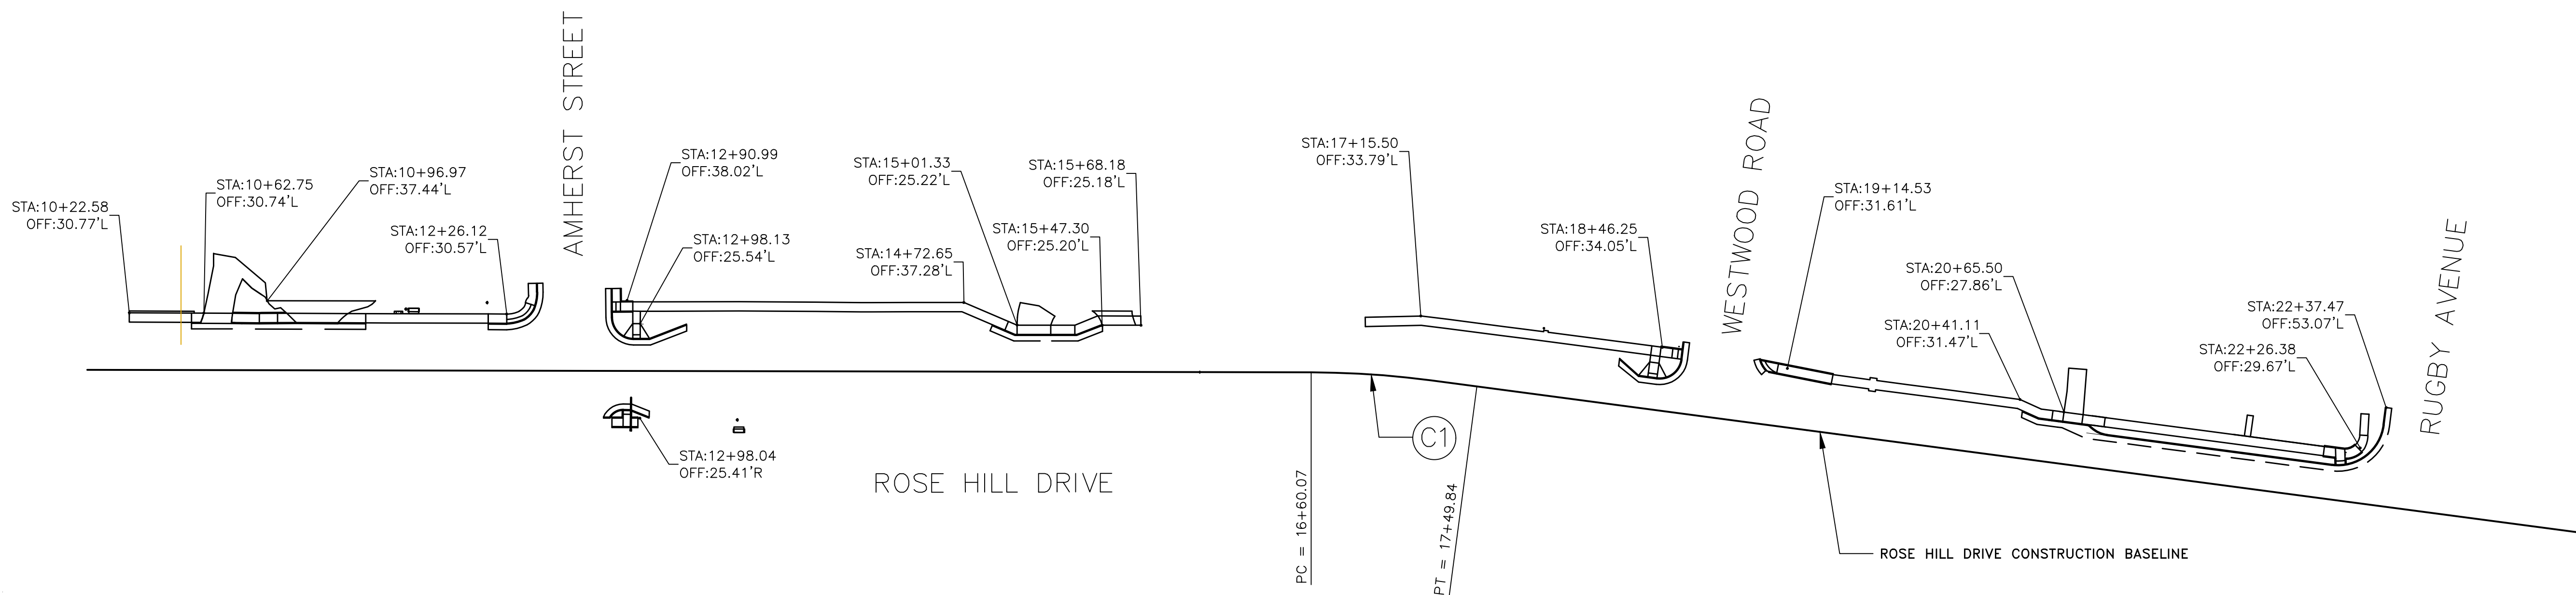 STA:10+22.58
OFF:30.77'L
STA:10+62.75
OFF:30.74'L
STA:10+96.97
OFF:37.44'L
STA:12+26.12
OFF:30.57'L
AMHERST STREET
STA:12+90.99
OFF:38.02'L
STA:12+98.13
OFF:25.54'L
STA:12+98.04
OFF:25.41'R
STA:15+01.33
OFF:25.22'L
STA:14+72.65
OFF:37.28'L
STA:15+68.18
OFF:25.18'L
STA:15+47.30
OFF:25.20'L
ROSE HILL DRIVE
STA:17+15.50
OFF:33.79'L
PC = 16+60.07
C1
PT = 17+49.84
STA:18+46.25
OFF:34.05'L
WESTWOOD ROAD
STA:19+14.53
OFF:31.61'L
STA:20+65.50
OFF:27.86'L
STA:20+41.11
OFF:31.47'L
STA:22+37.47
OFF:53.07'L
STA:22+26.38
OFF:29.67'L
RUGBY AVENUE
ROSE HILL DRIVE CONSTRUCTION BASELINE